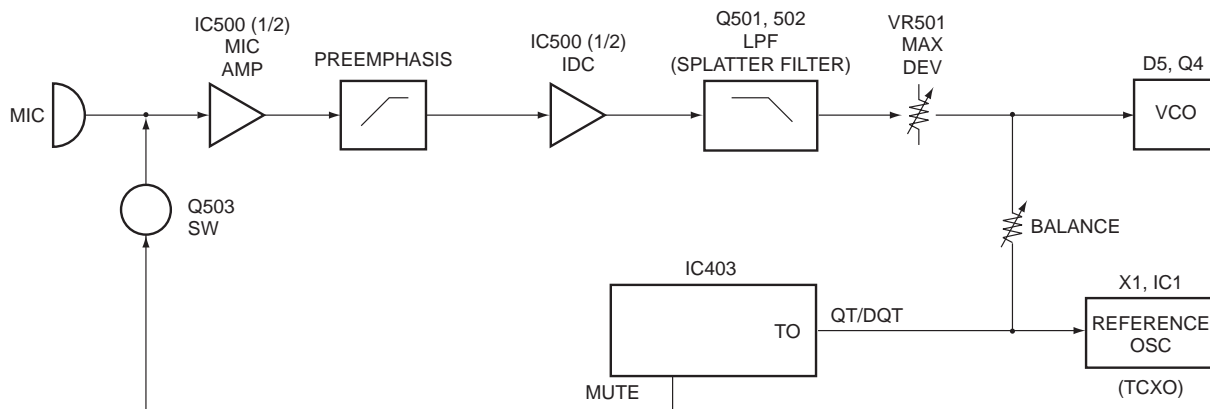 IC500 (1/2)
MIC
AMP
PREEMPHASIS
IC500 (1/2)
IDC
Q501, 502
LPF
(SPLATTER FILTER)
VR501
MAX
DEV
D5, Q4
MIC
VCO
Q503
SW
BALANCE
IC403
X1, IC1
TO
QT/DQT
REFERENCE
OSC
MUTE
(TCXO)